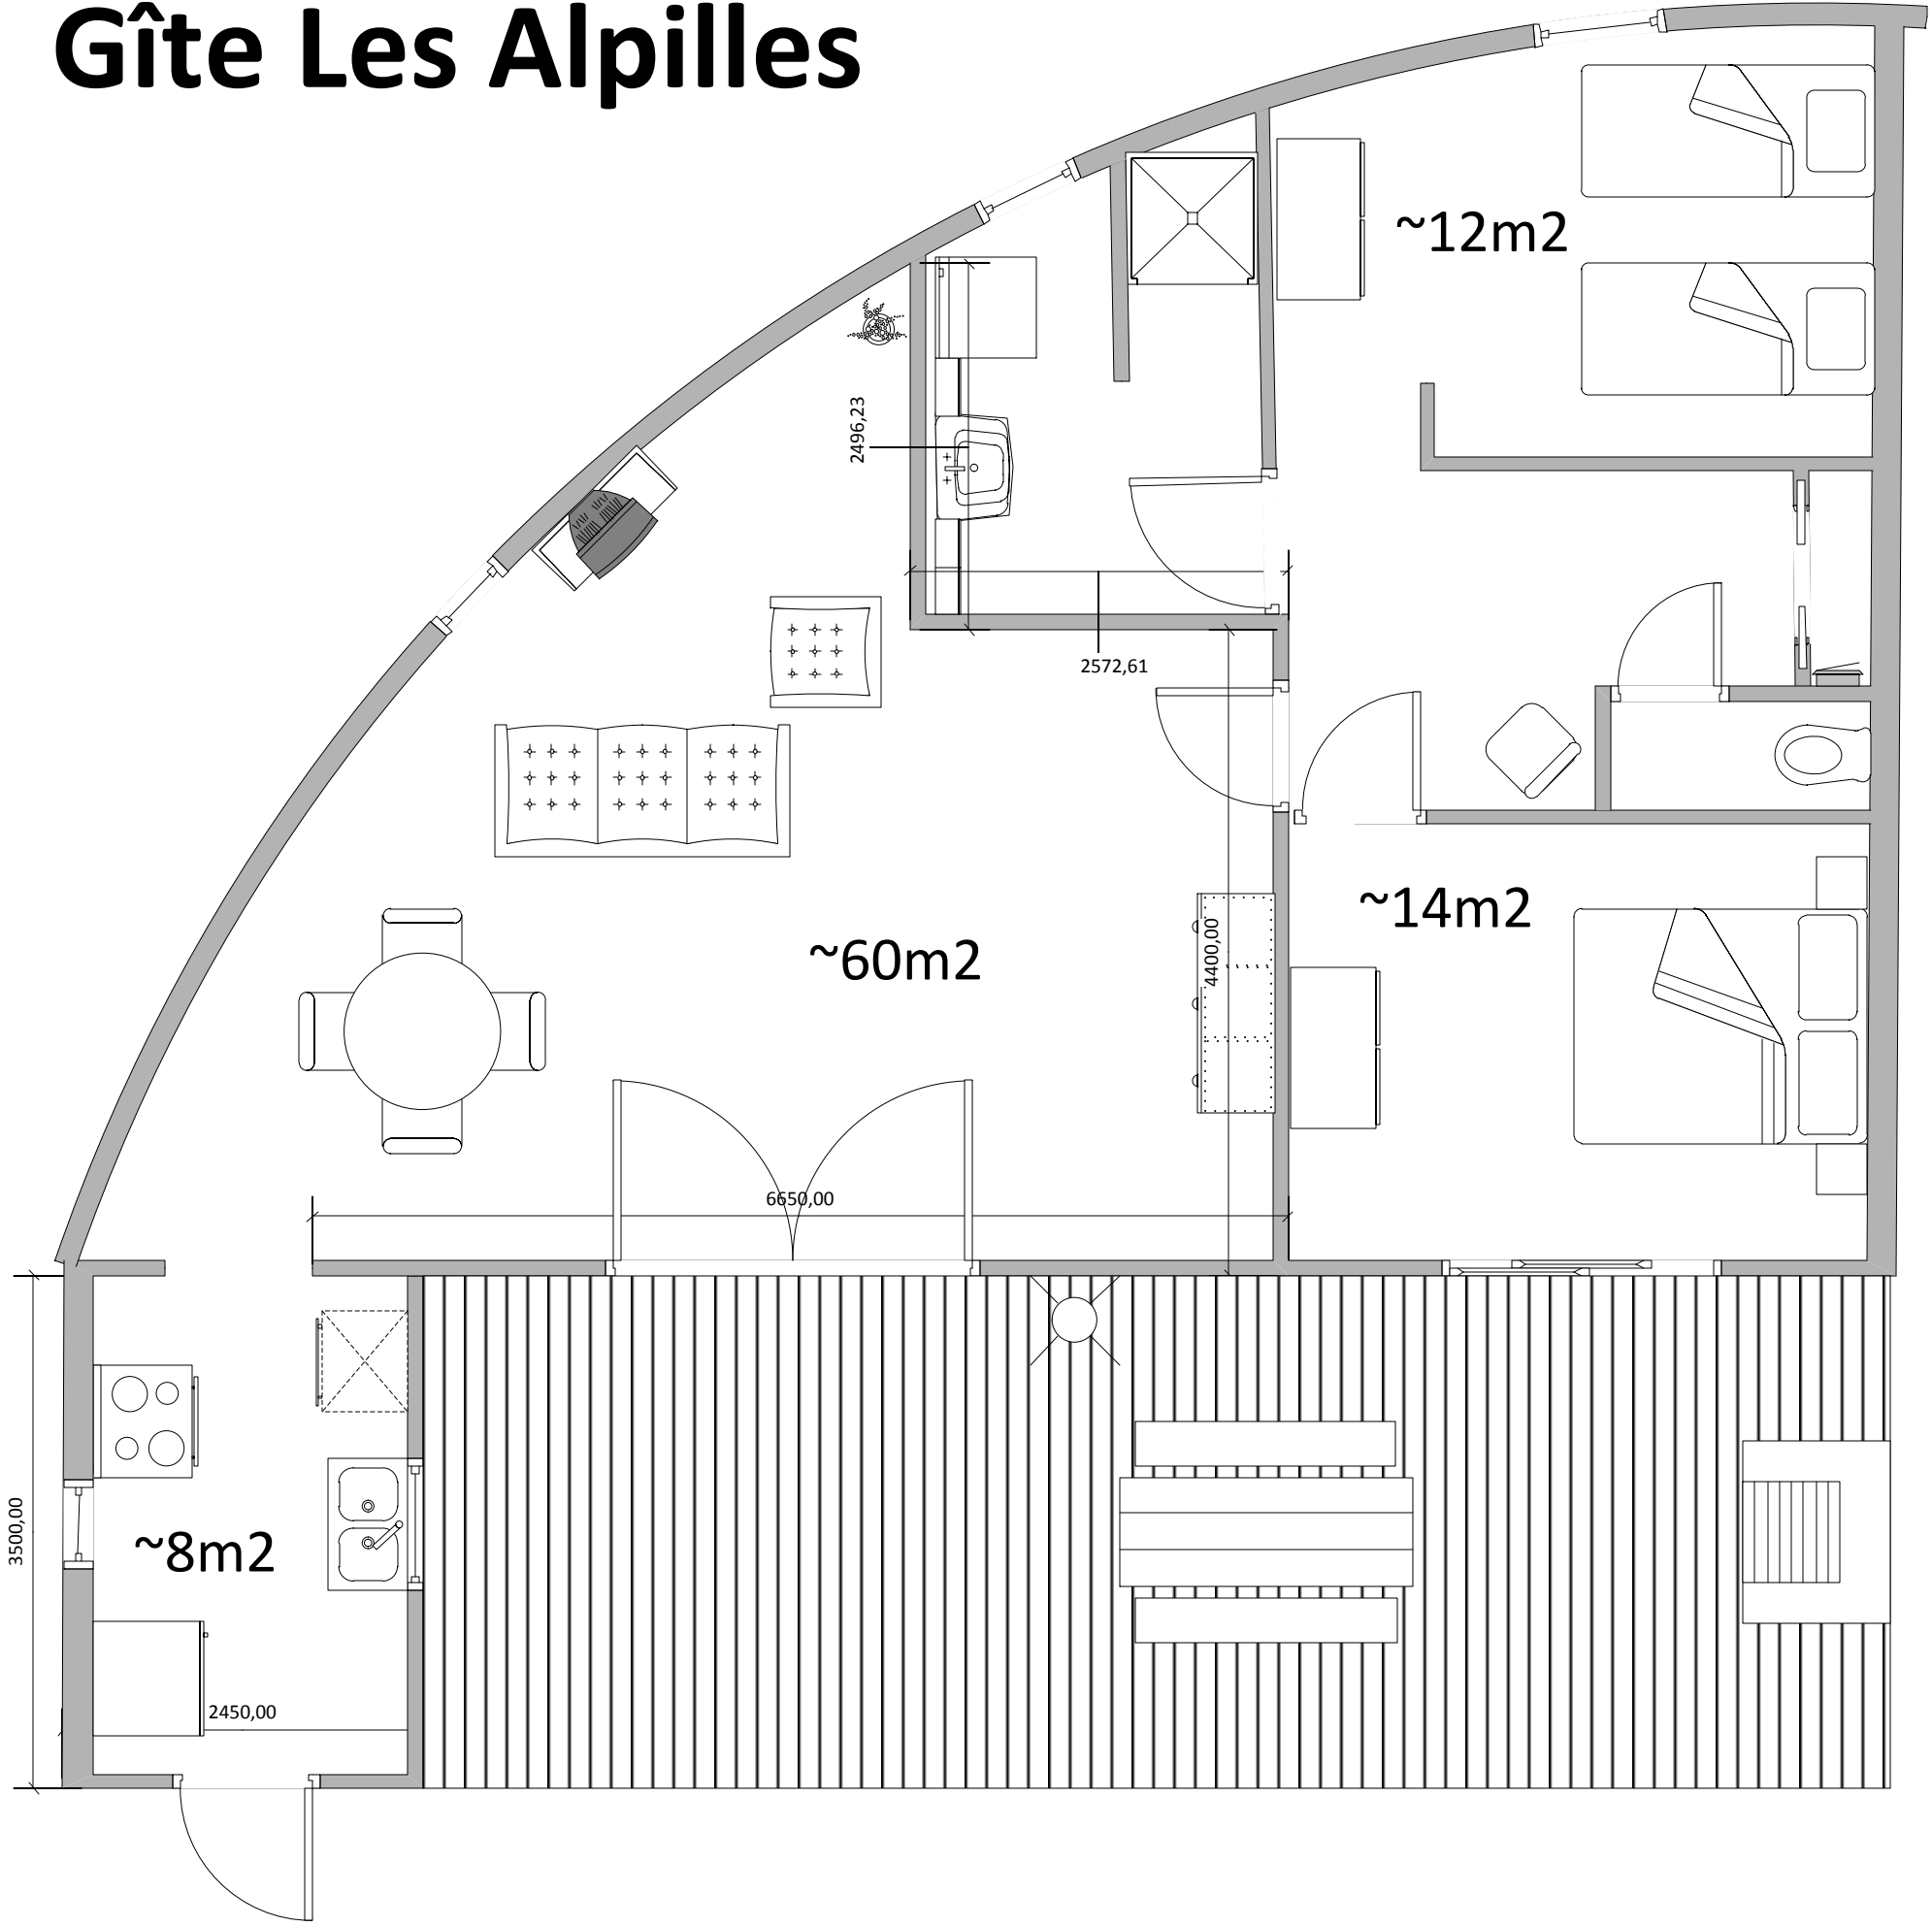 Gîte Les Alpilles
~12m2
2496,23
2572,61
~14m2
~60m2
4400,00
6650,00
3500,00
~8m2
2450,00